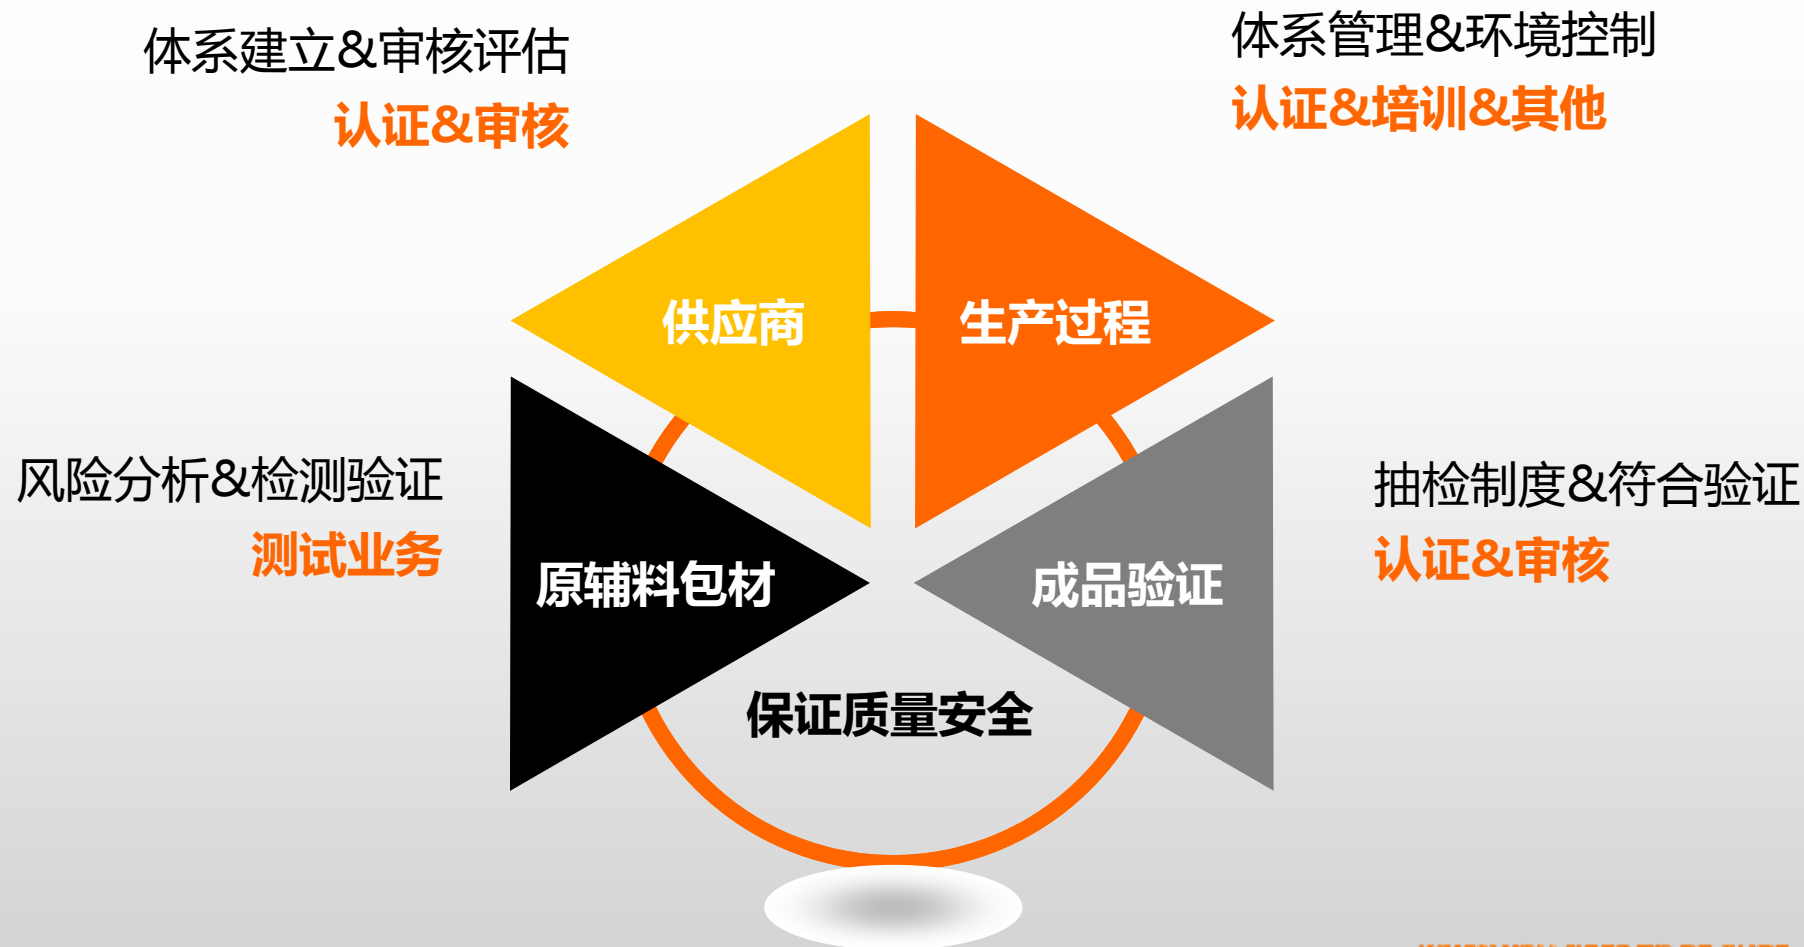 体系建立&审核评估
认证&审核
体系管理&环境控制
认证&培训&其他
供应商
生产过程
风险分析&检测验证
测试业务
抽检制度&符合验证
认证&审核
原辅料包材
成品验证
保证质量安全